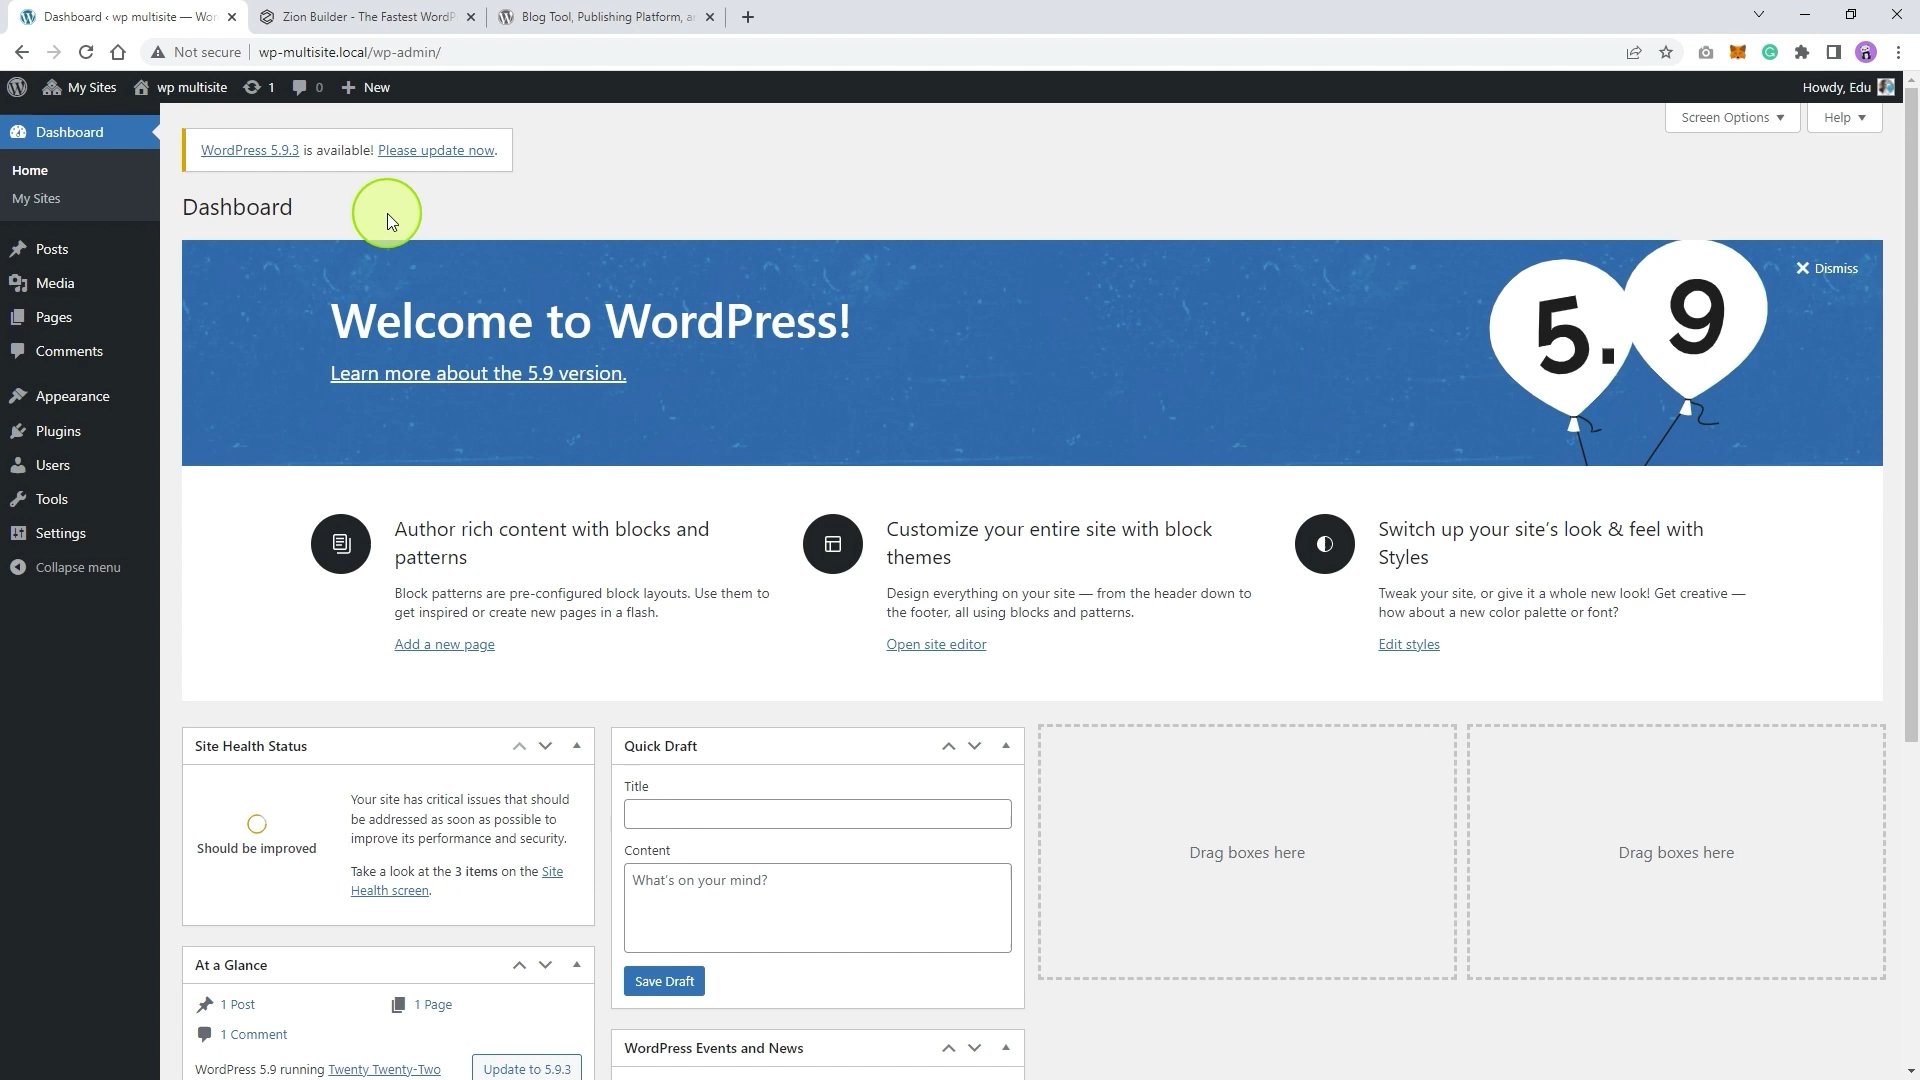 Dashboard ‹ wp multisite — Wor
Zion Builder - The Fastest WordP
Blog Tool, Publishing Platform, a
Not secure
wp-multisite.local/wp-admin/
My Sites
wp multisite
1
0
New
Howdy, Edu
Dashboard
Home
My Sites
Posts
Media
Pages
Comments
Appearance
Plugins
Users
Tools
Settings
Collapse menu
Screen Options
Help
WordPress 5.9.3 is available! Please update now.
Dashboard
Welcome to WordPress!
Learn more about the 5.9 version.
5.9
Dismiss
Author rich content with blocks and
patterns
Block patterns are pre-configured block layouts. Use them to
get inspired or create new pages in a flash.
Add a new page
Customize your entire site with block
themes
Design everything on your site — from the header down to
the footer, all using blocks and patterns.
Open site editor
Switch up your site’s look & feel with
Styles
Tweak your site, or give it a whole new look! Get creative —
how about a new color palette or font?
Edit styles
Site Health Status
Should be improved
Your site has critical issues that should
be addressed as soon as possible to
improve its performance and security.
Take a look at the 3 items on the Site
Health screen.
At a Glance
1 Post
1 Page
1 Comment
WordPress 5.9 running Twenty Twenty-Two
Update to 5.9.3
Quick Draft
Title
Content
What’s on your mind?
Save Draft
WordPress Events and News
Drag boxes here
Drag boxes here